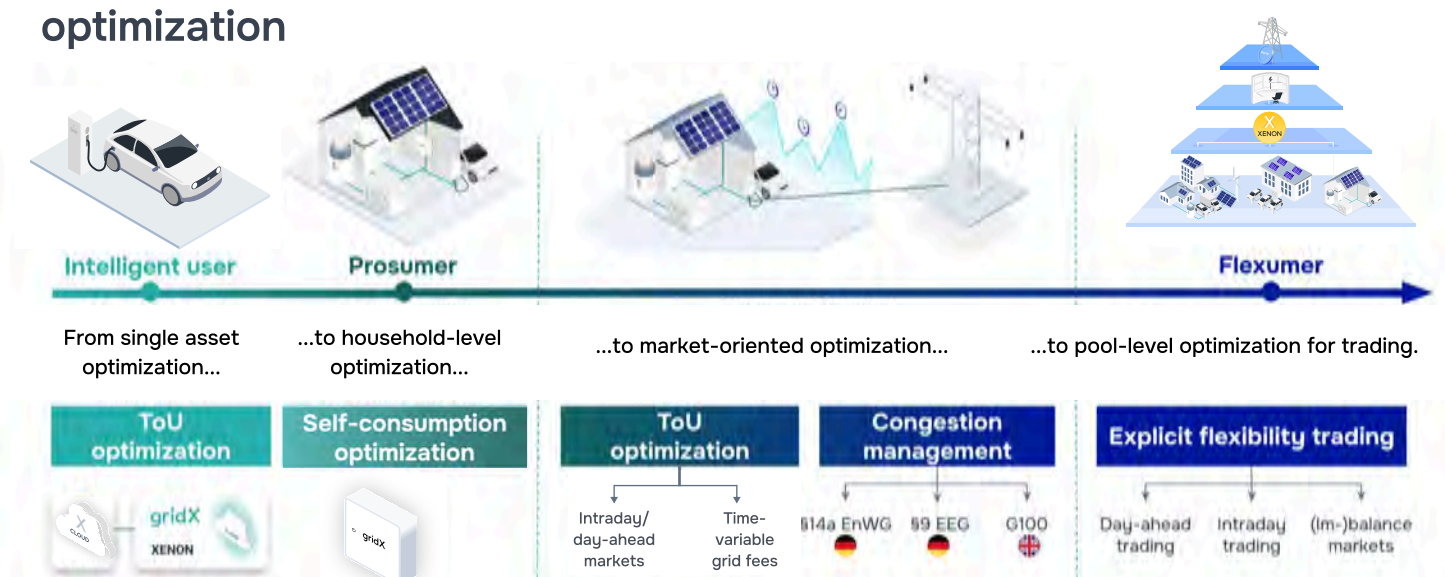 optimization
XENON
Intelligent user
Prosumer
Flexumer
From single asset
optimization...
...to household-level
optimization...
...to market-oriented optimization...
...to pool-level optimization for trading.
ToU
optimization
Self-consumption
optimization
ToU
optimization
Congestion
management
Explicit flexibility trading
X
CLOUD
gridX
XENON
gridX
Intraday/
day-ahead
markets
Time-
variable
grid fees
§14a EnWG
§9 EEG
G100
Day-ahead
trading
Intraday
trading
(Im-)balance
markets